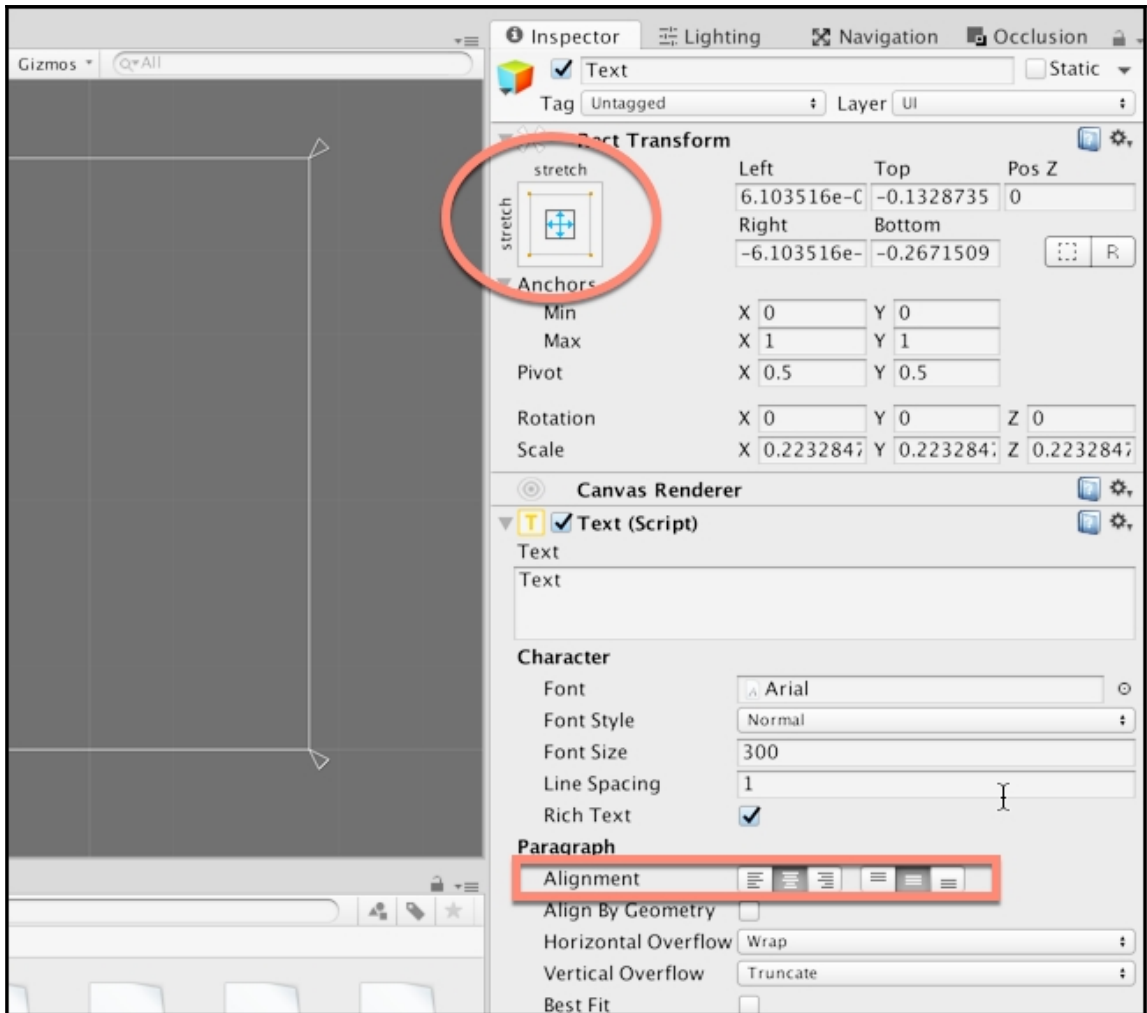 Inspector Lighting Navigation Occlusion
Gizmos All
Text Static
Tag Untagged Layer UI
Rect Transform
stretch
stretch
Left Top Pos Z
6.103516e-0 -0.1328735 0
Right Bottom
-6.103516e- -0.2671509 R
Anchors
Min X 0 Y 0
Max X 1 Y 1
Pivot X 0.5 Y 0.5
Rotation X 0 Y 0 Z 0
Scale X 0.2232847 Y 0.2232847 Z 0.2232847
Canvas Renderer
T Text (Script)
Text
Text
Character
Font Arial
Font Style Normal
Font Size 300
Line Spacing 1
Rich Text
Paragraph
Alignment
Align By Geometry
Horizontal Overflow Wrap
Vertical Overflow Truncate
Best Fit